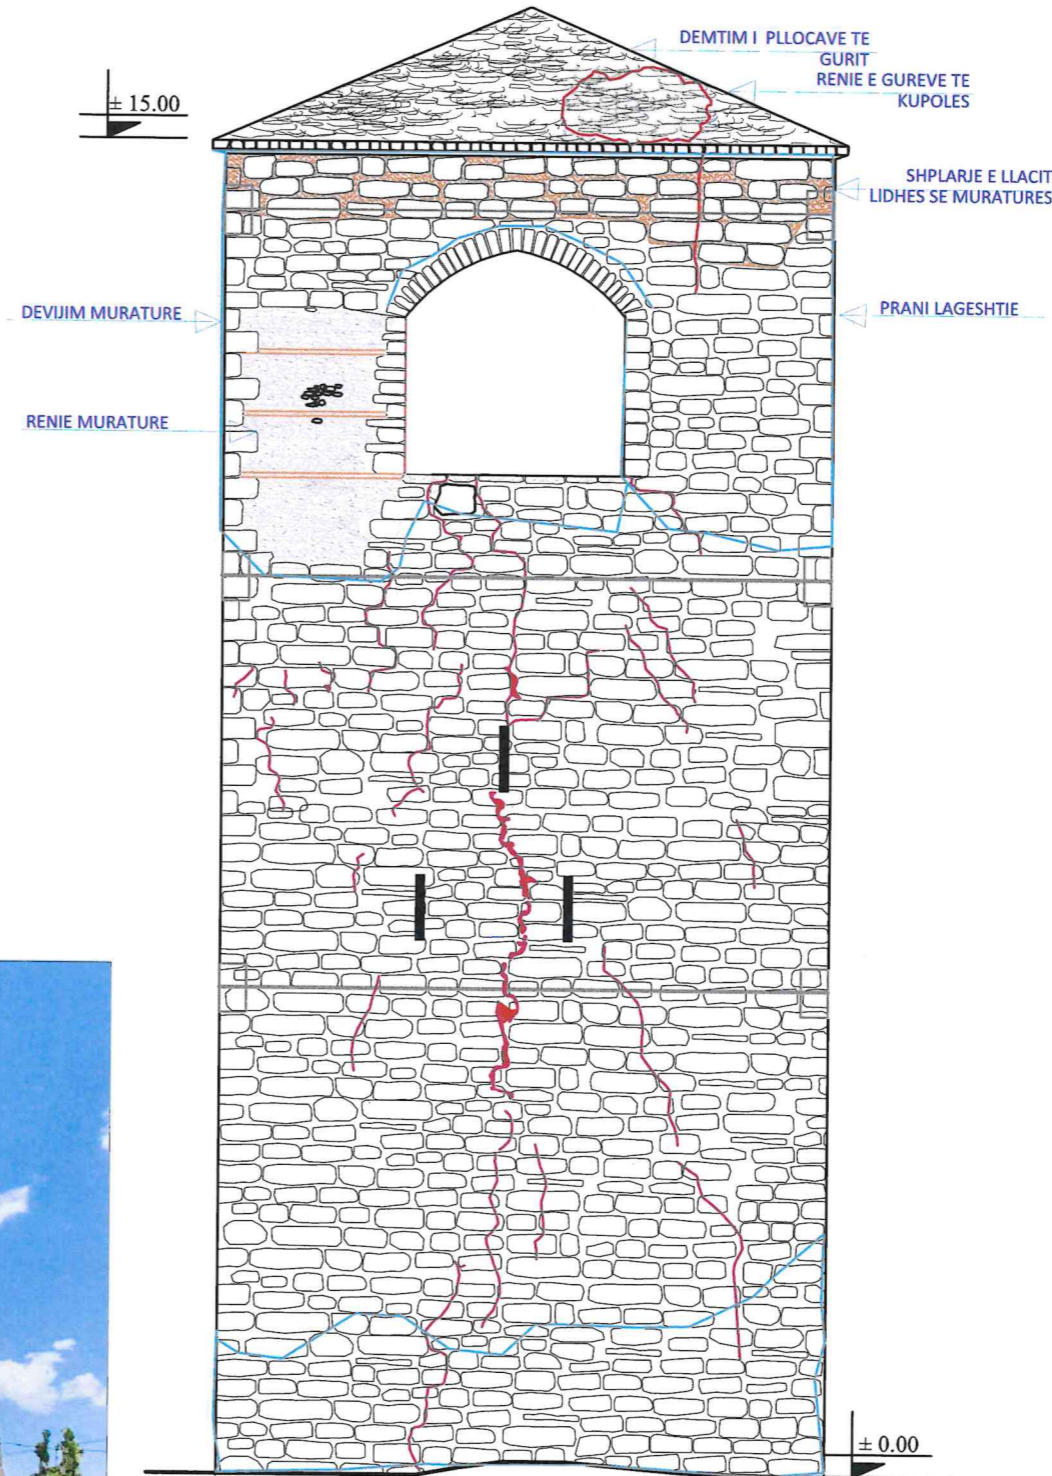 DEMTIM I PLLOCAVE TE
GURIT
RENIE E GUREVE TE
KUPOLES
± 15.00
SHPLARJE E LLACIT
LIDHES SE MURATURES
DEVIJIM MURATURE
PRANI LAGESHTIE
RENIE MURATURE
± 0.00